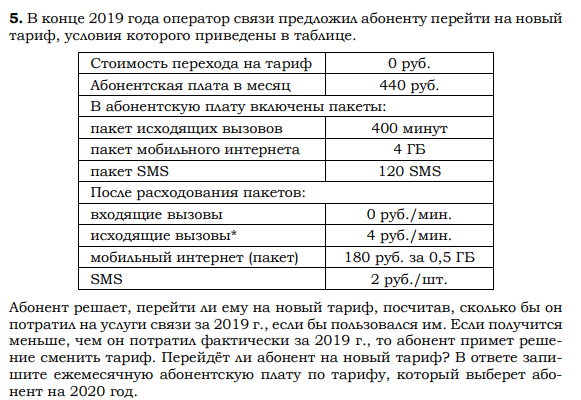 5. В конце 2019 года оператор связи предложил абоненту перейти на новый
тариф, условия которого приведены в таблице.
Стоимость перехода на тариф 0 руб.
Абонентская плата в месяц 440 руб.
В абонентскую плату включены пакеты:
пакет исходящих вызовов 400 минут
пакет мобильного интернета 4 ГБ
пакет SMS 120 SMS
После расходования пакетов:
входящие вызовы 0 руб./мин.
исходящие вызовы* 4 руб./мин.
мобильный интернет (пакет) 180 руб. за 0,5 ГБ
SMS 2 руб./шт.
Абонент решает, перейти ли ему на новый тариф, посчитав, сколько бы он
потратил на услуги связи за 2019 г., если бы пользовался им. Если получится
меньше, чем он потратил фактически за 2019 г., то абонент примет реше-
ние сменить тариф. Перейдёт ли абонент на новый тариф? В ответе запи-
шите ежемесячную абонентскую плату по тарифу, который выберет або-
нент на 2020 год.